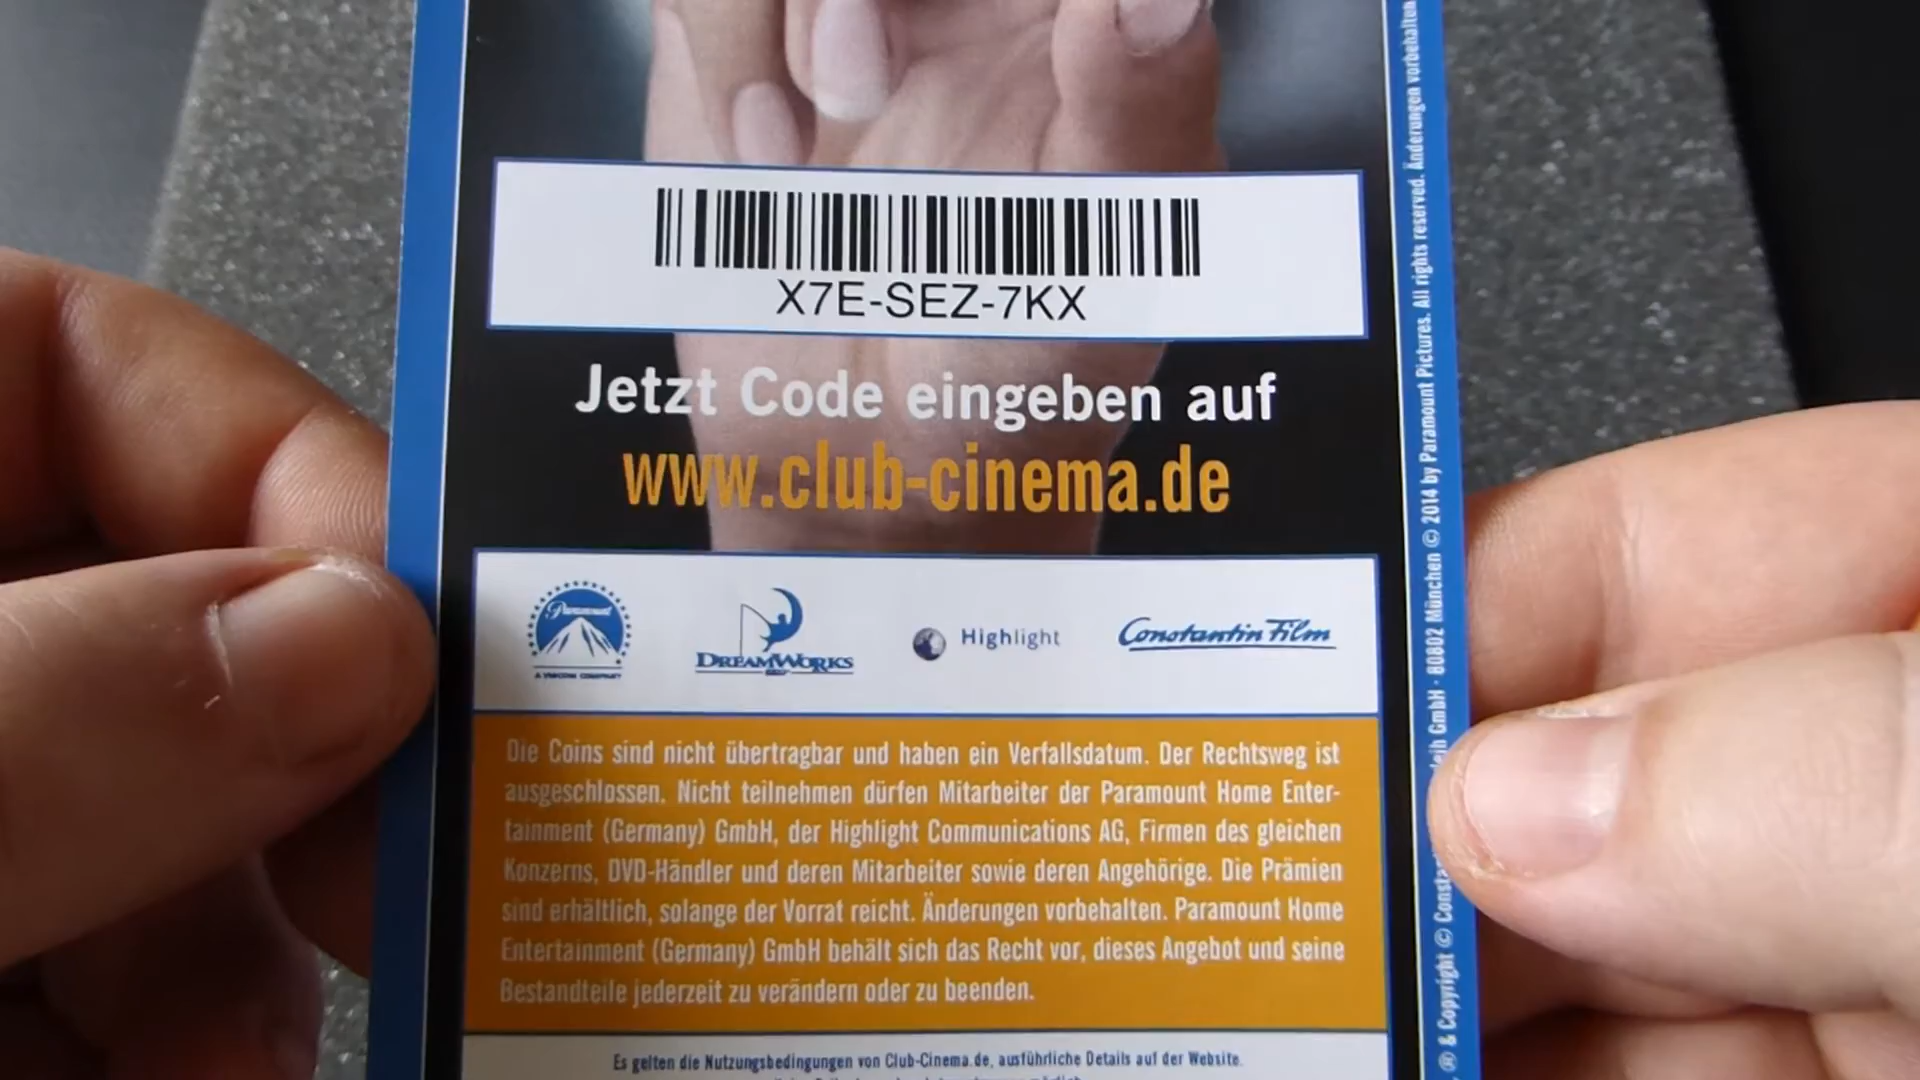 X7E-SEZ-7KX
Jetzt Code eingeben auf
www.club-cinema.de
Paramount
A VIACOM COMPANY
DREAMWORKS
Highlight
Constantin Film
Die Coins sind nicht übertragbar und haben ein Verfallsdatum. Der Rechtsweg ist
ausgeschlossen. Nicht teilnehmen dürfen Mitarbeiter der Paramount Home Enter-
tainment (Germany) GmbH, der Highlight Communications AG, Firmen des gleichen
Konzerns, DVD-Händler und deren Mitarbeiter sowie deren Angehörige. Die Prämien
sind erhältlich, solange der Vorrat reicht. Änderungen vorbehalten. Paramount Home
Entertainment (Germany) GmbH behält sich das Recht vor, dieses Angebot und seine
Bestandteile jederzeit zu verändern oder zu beenden.
Es gelten die Nutzungsbedingungen von Club-Cinema.de, ausführliche Details auf der Website.
® & Copyright © GmbH · 80802 München © 2014 by Paramount Pictures. All rights reserved. Änderungen vorbehalten